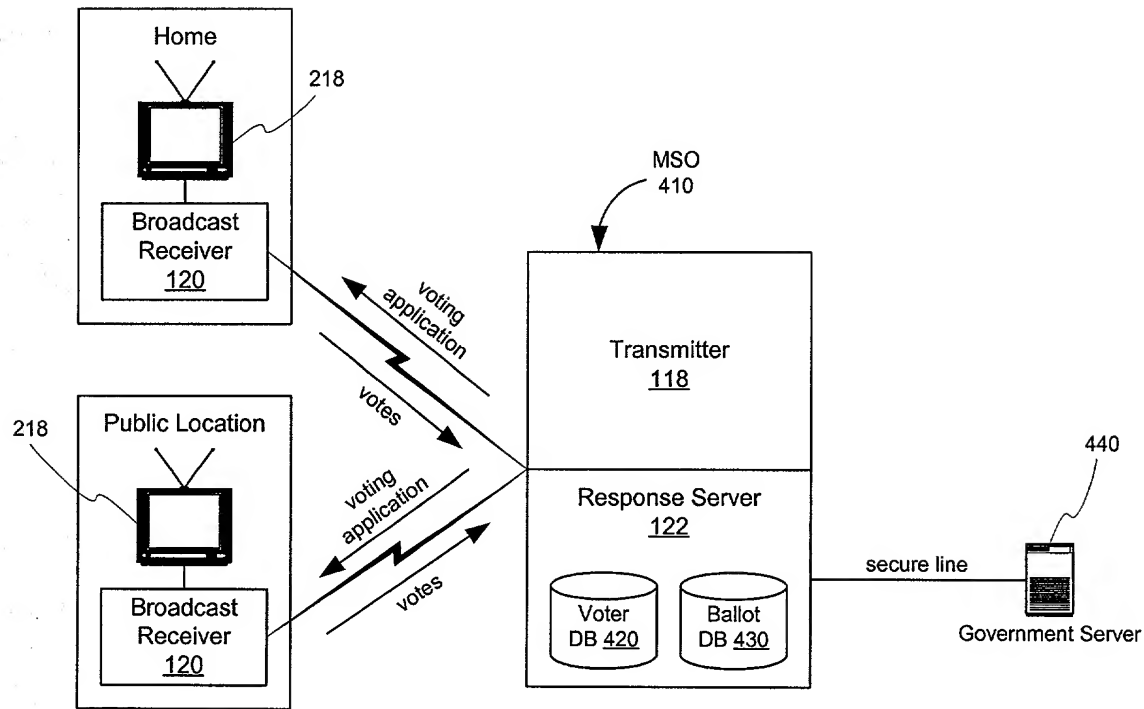 Home
218
Broadcast
Receiver
120
voting
application
votes
MSO
410
Transmitter
118
Public Location
218
Broadcast
Receiver
120
voting
application
votes
Response Server
122
Voter
DB 420
Ballot
DB 430
secure line
440
Government Server